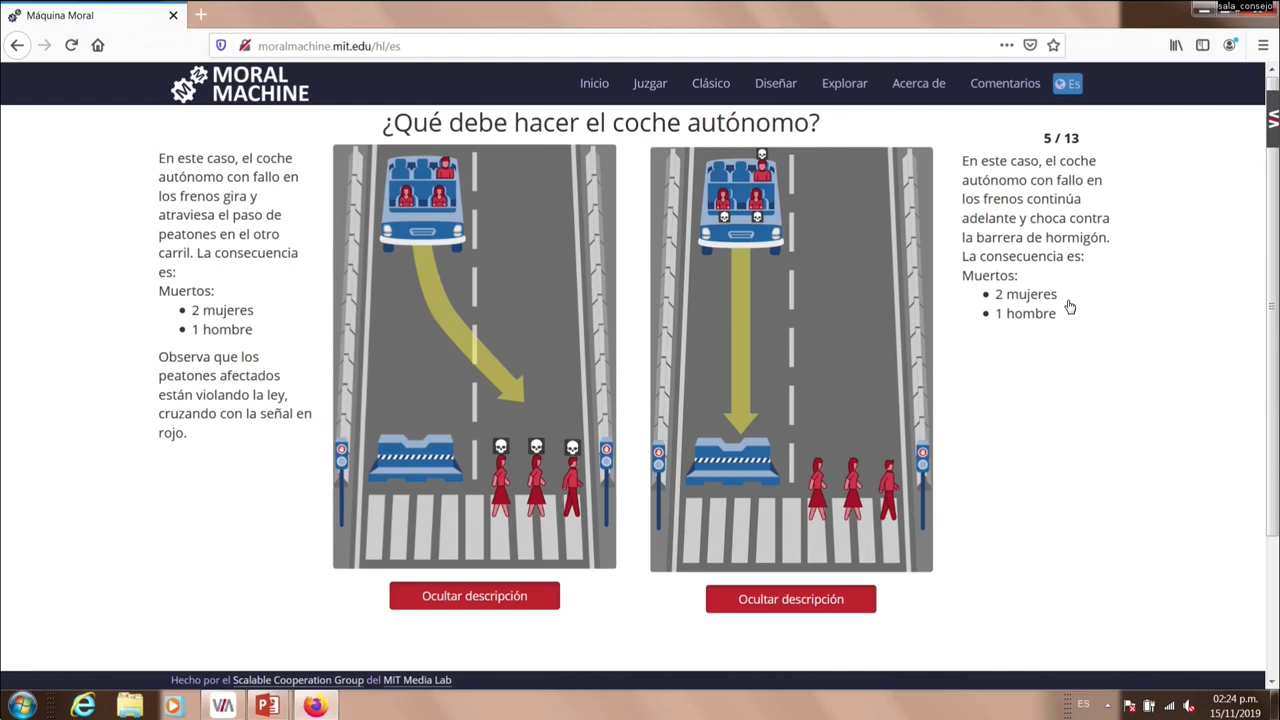 sala_consejo
Máquina Moral
moralmachine.mit.edu/hl/es
MORAL
MACHINE
Inicio
Juzgar
Clásico
Diseñar
Explorar
Acerca de
Comentarios
Es
¿Qué debe hacer el coche autónomo?
5 / 13
En este caso, el coche
autónomo con fallo en
los frenos gira y
atraviesa el paso de
peatones en el otro
carril. La consecuencia
es:
Muertos:
2 mujeres
1 hombre
Observa que los
peatones afectados
están violando la ley,
cruzando con la señal en
rojo.
En este caso, el coche
autónomo con fallo en
los frenos continúa
adelante y choca contra
la barrera de hormigón.
La consecuencia es:
Muertos:
2 mujeres
1 hombre
Ocultar descripción
Ocultar descripción
Hecho por el Scalable Cooperation Group del MIT Media Lab
ES
02:24 p.m.
15/11/2019